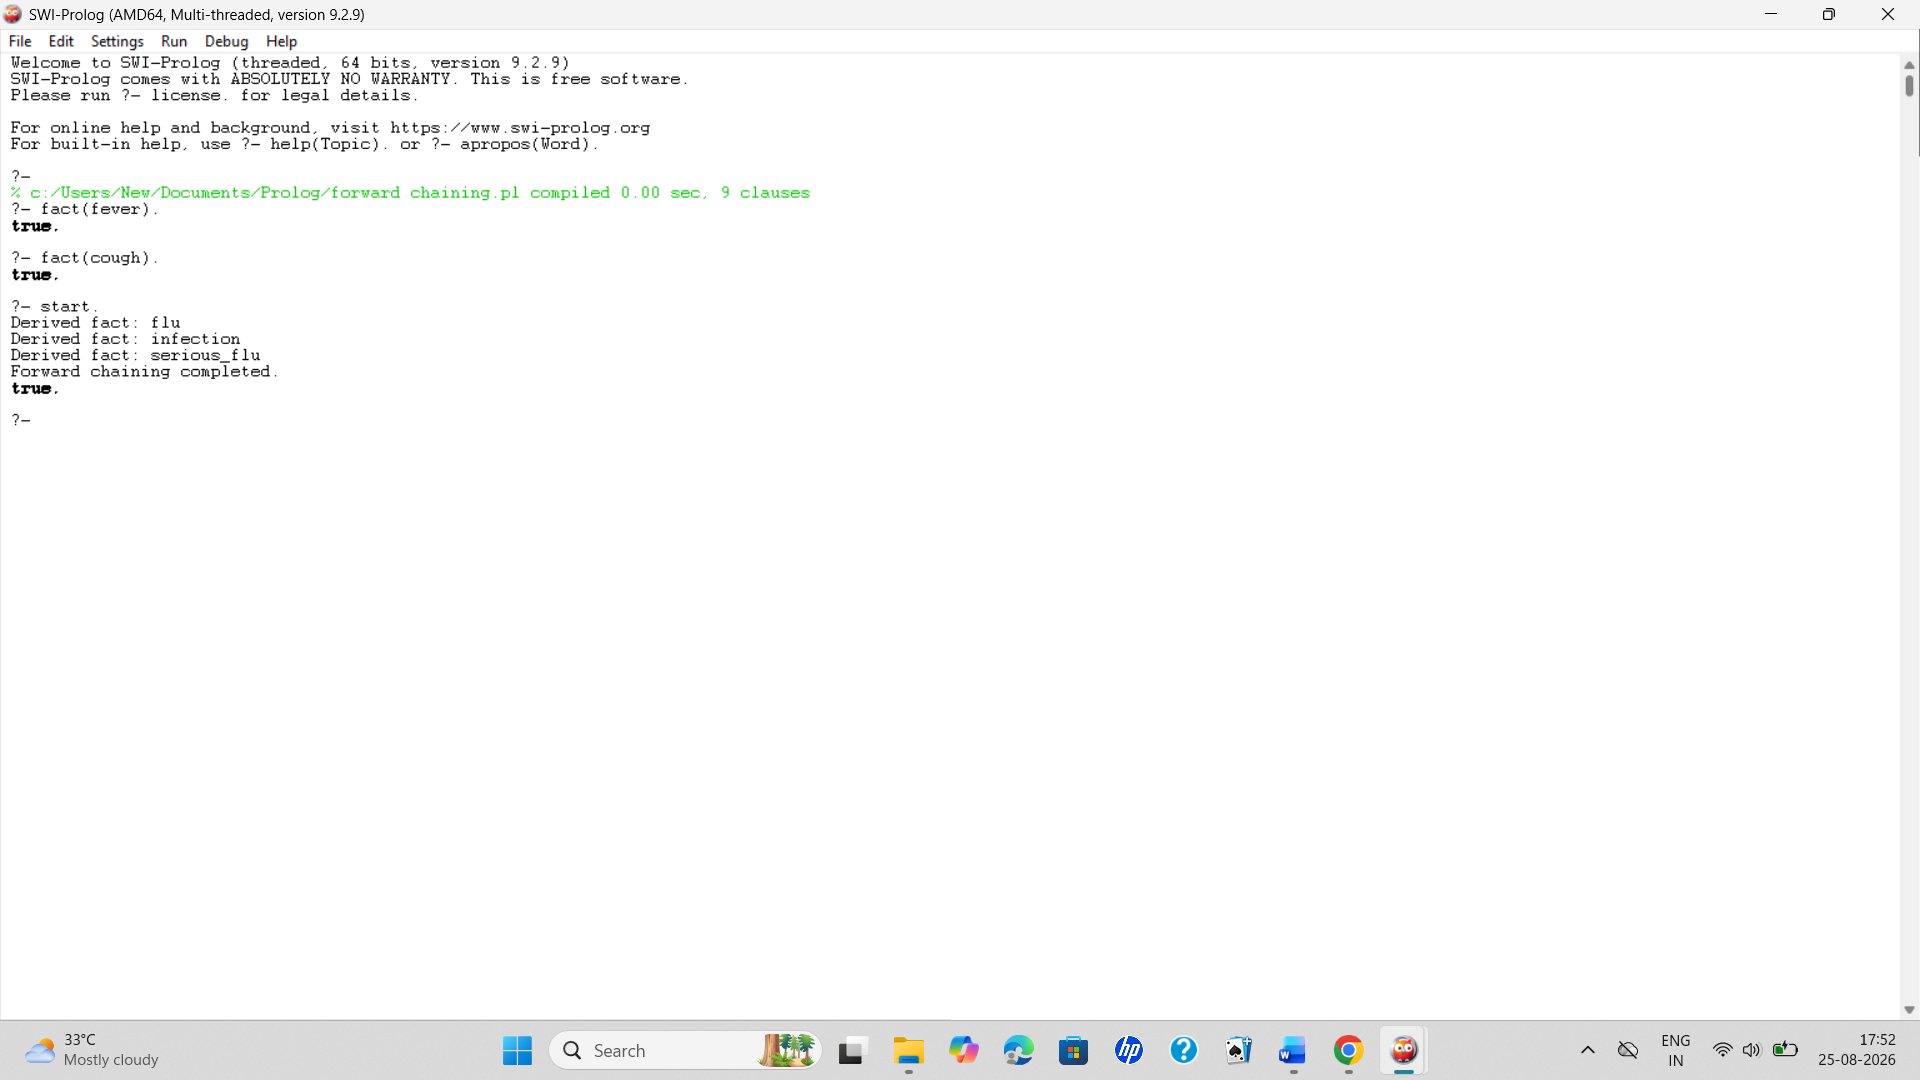 SWI-Prolog (AMD64, Multi-threaded, version 9.2.9)
File Edit Settings Run Debug Help
Welcome to SWI-Prolog (threaded, 64 bits, version 9.2.9)
SWI-Prolog comes with ABSOLUTELY NO WARRANTY. This is free software.
Please run ?- license. for legal details.
For online help and background, visit https://www.swi-prolog.org
For built-in help, use ?- help(Topic). or ?- apropos(Word).
?-
% c:/Users/New/Documents/Prolog/forward chaining.pl compiled 0.00 sec, 9 clauses
?- fact(fever).
true.
?- fact(cough).
true.
?- start.
Derived fact: flu
Derived fact: infection
Derived fact: serious_flu
Forward chaining completed.
true.
?-
33°C
Mostly cloudy
Search
hp
ENG
IN
17:52
25-08-2026